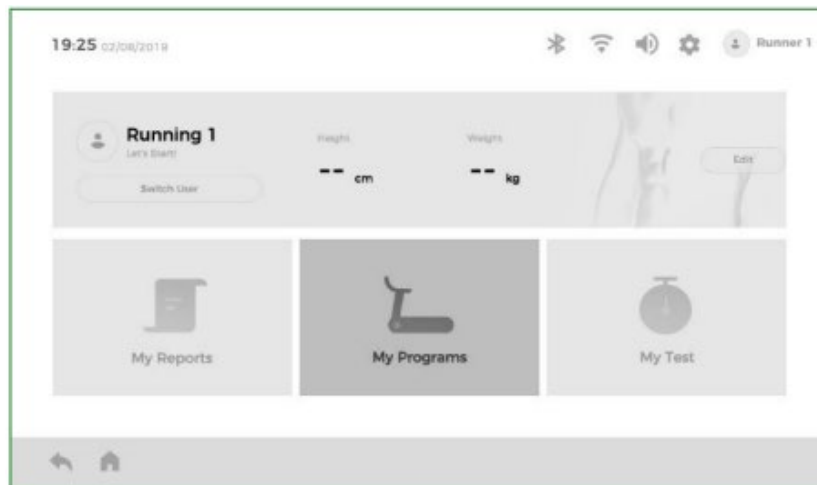 19:25 02/08/2019
Runner 1
Running 1
Let's Start!
Switch User
Height
-- cm
Weight
-- kg
Edit
My Reports
My Programs
My Test